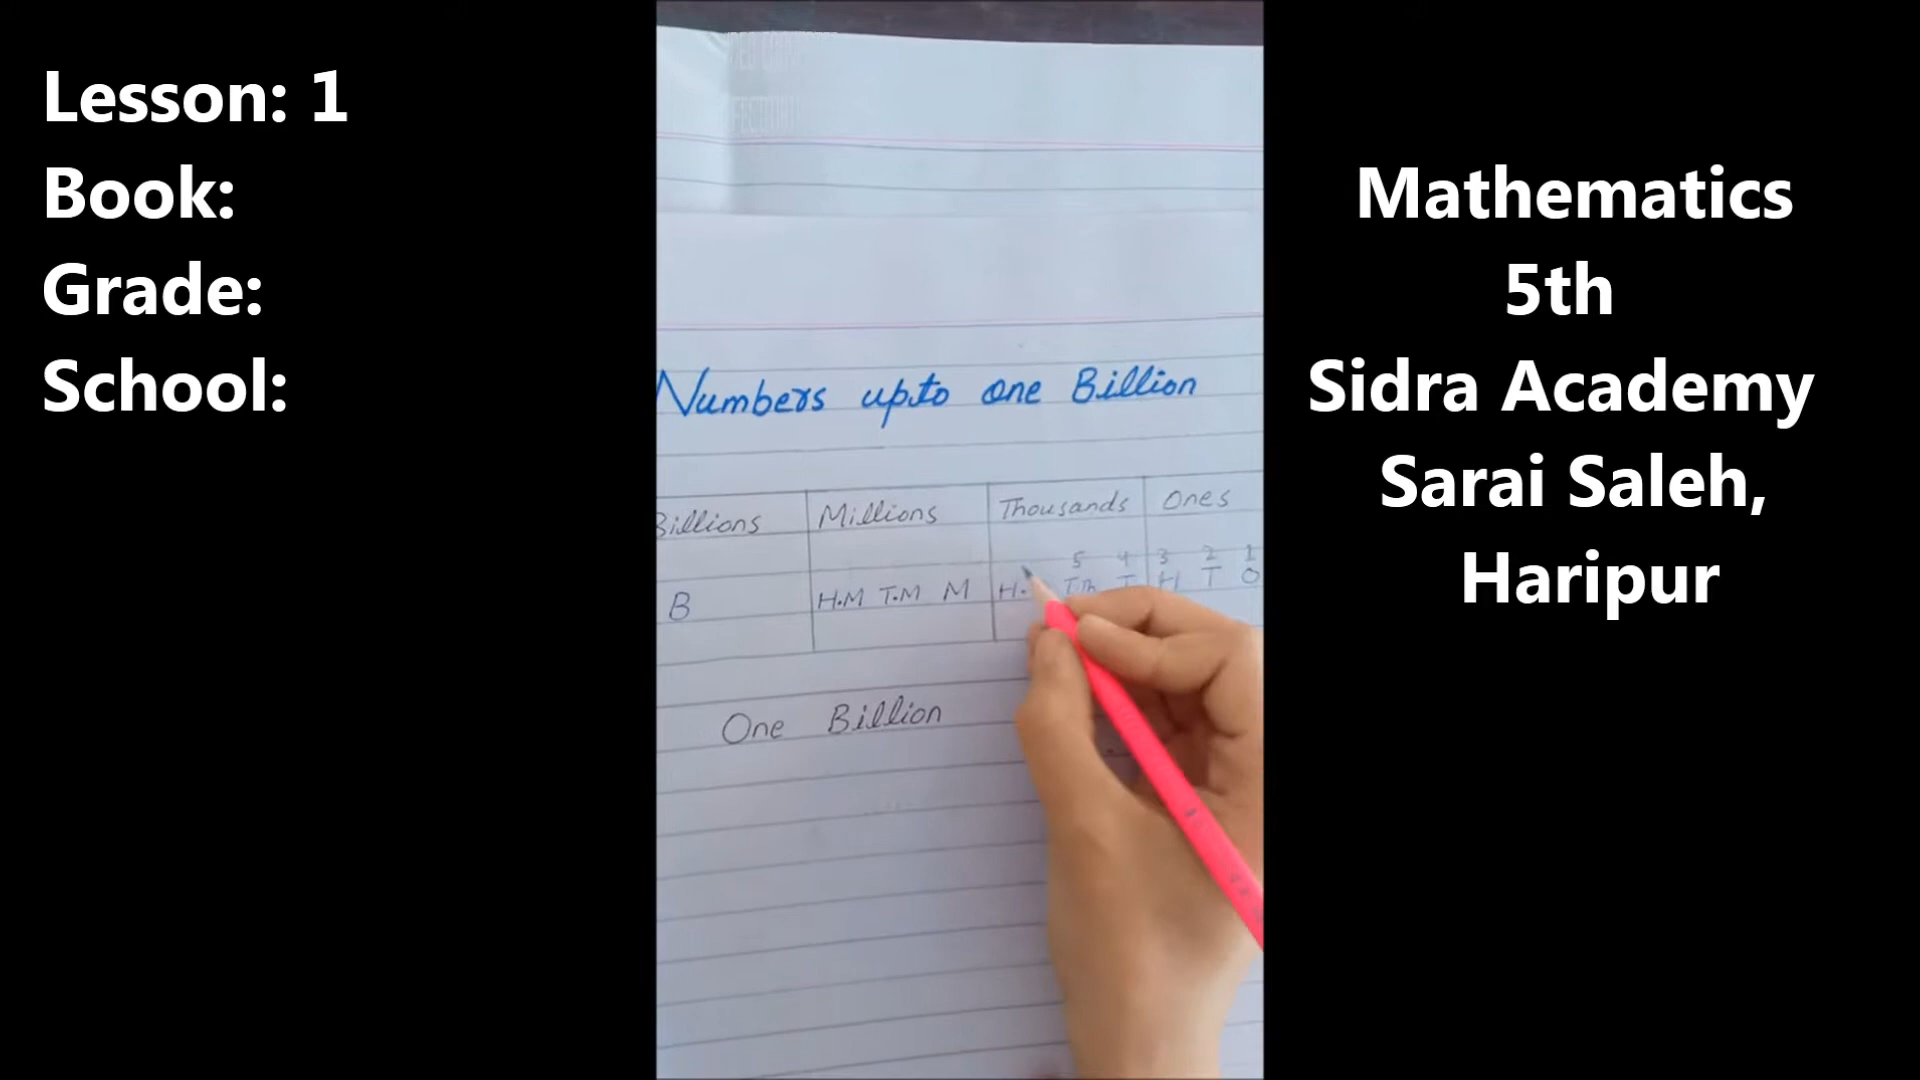 Lesson: 1
Book:
Grade:
School:
Numbers upto one Billion
Billions Millions Thousands Ones
5 4 3 2 1
B H.M T.M M H. T.Th T H T O
One Billion
Mathematics
5th
Sidra Academy
Sarai Saleh,
Haripur